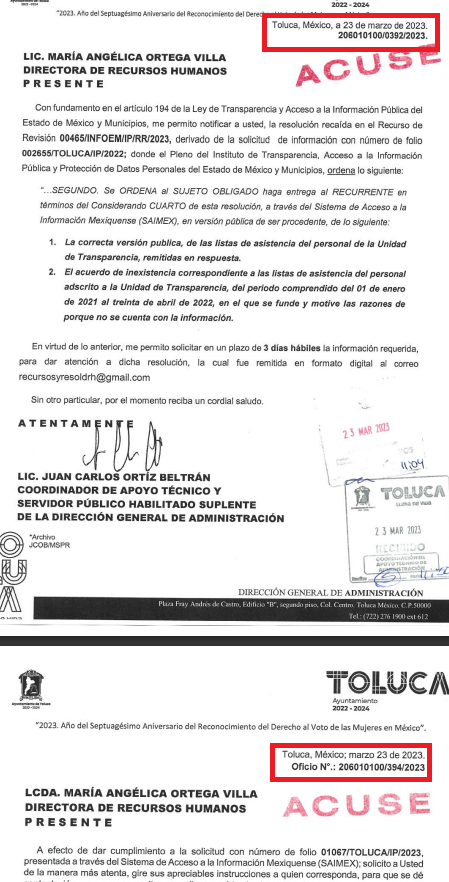 2022 - 2024
"2023. Año del Septuagésimo Aniversario del Reconocimiento del Derecho al Voto de
Toluca, México, a 23 de marzo de 2023.
206010100/0392/2023.
ACUSE
LIC. MARÍA ANGÉLICA ORTEGA VILLA
DIRECTORA DE RECURSOS HUMANOS
P R E S E N T E
Con fundamento en el artículo 194 de la Ley de Transparencia y Acceso a la Información Pública del
Estado de México y Municipios, me permito notificar a usted, la resolución recaída en el Recurso de
Revisión 00465/INFOEM/IP/RR/2023, derivado de la solicitud de información con número de folio
002655/TOLUCA/IP/2022; donde el Pleno del Instituto de Transparencia, Acceso a la Información
Pública y Protección de Datos Personales del Estado de México y Municipios, ordena lo siguiente:
"...SEGUNDO. Se ORDENA al SUJETO OBLIGADO haga entrega al RECURRENTE en
términos del Considerando CUARTO de esta resolución, a través del Sistema de Acceso a la
Información Mexiquense (SAIMEX), en versión pública de ser procedente, de lo siguiente:
1. La correcta versión publica, de las listas de asistencia del personal de la Unidad
de Transparencia, remitidas en respuesta.
2. El acuerdo de inexistencia correspondiente a las listas de asistencia del personal
adscrito a la Unidad de Transparencia, del periodo comprendido del 01 de enero
de 2021 al treinta de abril de 2022, en el que se funde y motive las razones de
porque no se cuenta con la información.
En virtud de lo anterior, me permito solicitar en un plazo de 3 días hábiles la información requerida,
para dar atención a dicha resolución, la cual fue remitida en formato digital al correo
recursosyresoldrh@gmail.com
Sin otro particular, por el momento reciba un cordial saludo.
A T E N T A M E N T E
23 MAR 2023
11:04
LIC. JUAN CARLOS ORTÍZ BELTRÁN
COORDINADOR DE APOYO TÉCNICO Y
SERVIDOR PÚBLICO HABILITADO SUPLENTE
DE LA DIRECCIÓN GENERAL DE ADMINISTRACIÓN
TOLUCA
23 MAR 2023
RECIBIDO
COORDINACIÓN DE
APOYO TÉCNICO DE
ADMINISTRACIÓN
*Archivo
JCOB/MSPR
DIRECCIÓN GENERAL DE ADMINISTRACIÓN
Plaza Fray Andrés de Castro, Edificio "B", segundo piso, Col. Centro. Toluca México. C.P.50000
Tel.: (722) 276 1900 ext 612
Ayuntamiento de Toluca
2022 - 2024
TOLUCA
Ayuntamiento
2022 - 2024
"2023. Año del Septuagésimo Aniversario del Reconocimiento del Derecho al Voto de las Mujeres en México".
Toluca, México; marzo 23 de 2023.
Oficio N°.: 206010100/394/2023
ACUSE
LCDA. MARÍA ANGÉLICA ORTEGA VILLA
DIRECTORA DE RECURSOS HUMANOS
P R E S E N T E
A efecto de dar cumplimiento a la solicitud con número de folio 01067/TOLUCA/IP/2023,
presentada a través del Sistema de Acceso a la Información Mexiquense (SAIMEX); solicito a Usted
de la manera más atenta, gire sus apreciables instrucciones a quien corresponda, para que se dé